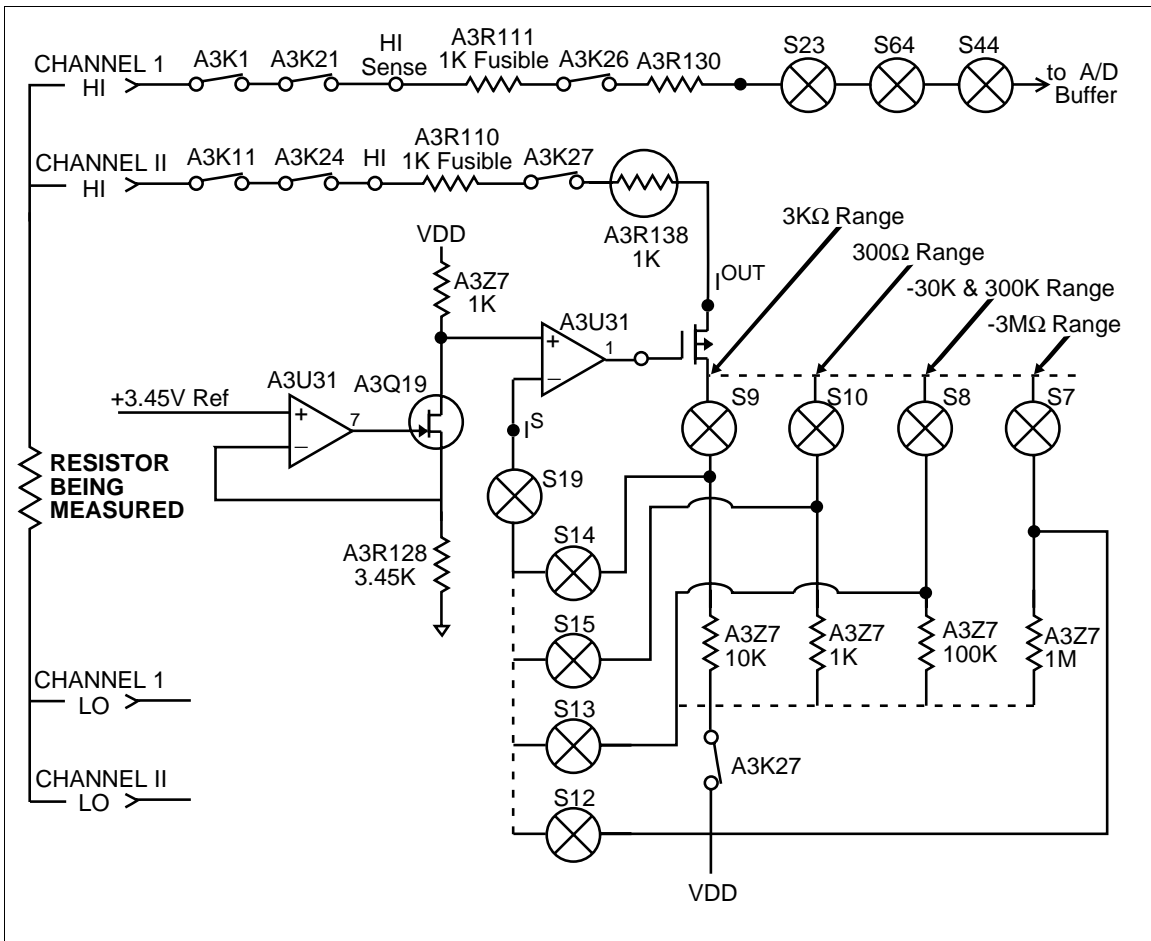 CHANNEL 1
HI
A3K1
A3K21
HI
Sense
A3R111
1K Fusible
A3K26
A3R130
S23
S64
S44
to A/D
Buffer
CHANNEL II
HI
A3K11
A3K24
HI
A3R110
1K Fusible
A3K27
A3R138
1K
3KΩ Range
300Ω Range
-30K & 300K Range
-3MΩ Range
VDD
A3Z7
1K
IOUT
A3U31
+
−
1
+3.45V Ref
A3U31
+
−
7
A3Q19
IS
S9
S10
S8
S7
RESISTOR
BEING
MEASURED
S19
A3R128
3.45K
S14
S15
S13
S12
A3Z7
10K
A3Z7
1K
A3Z7
100K
A3Z7
1M
CHANNEL 1
LO
CHANNEL II
LO
A3K27
VDD